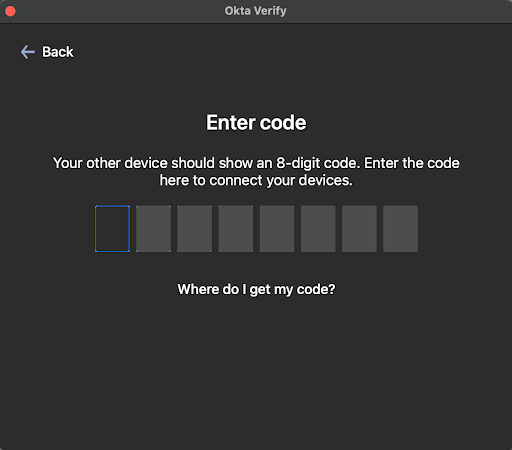 Okta Verify
Back
Enter code
Your other device should show an 8-digit code. Enter the code
here to connect your devices.
Where do I get my code?